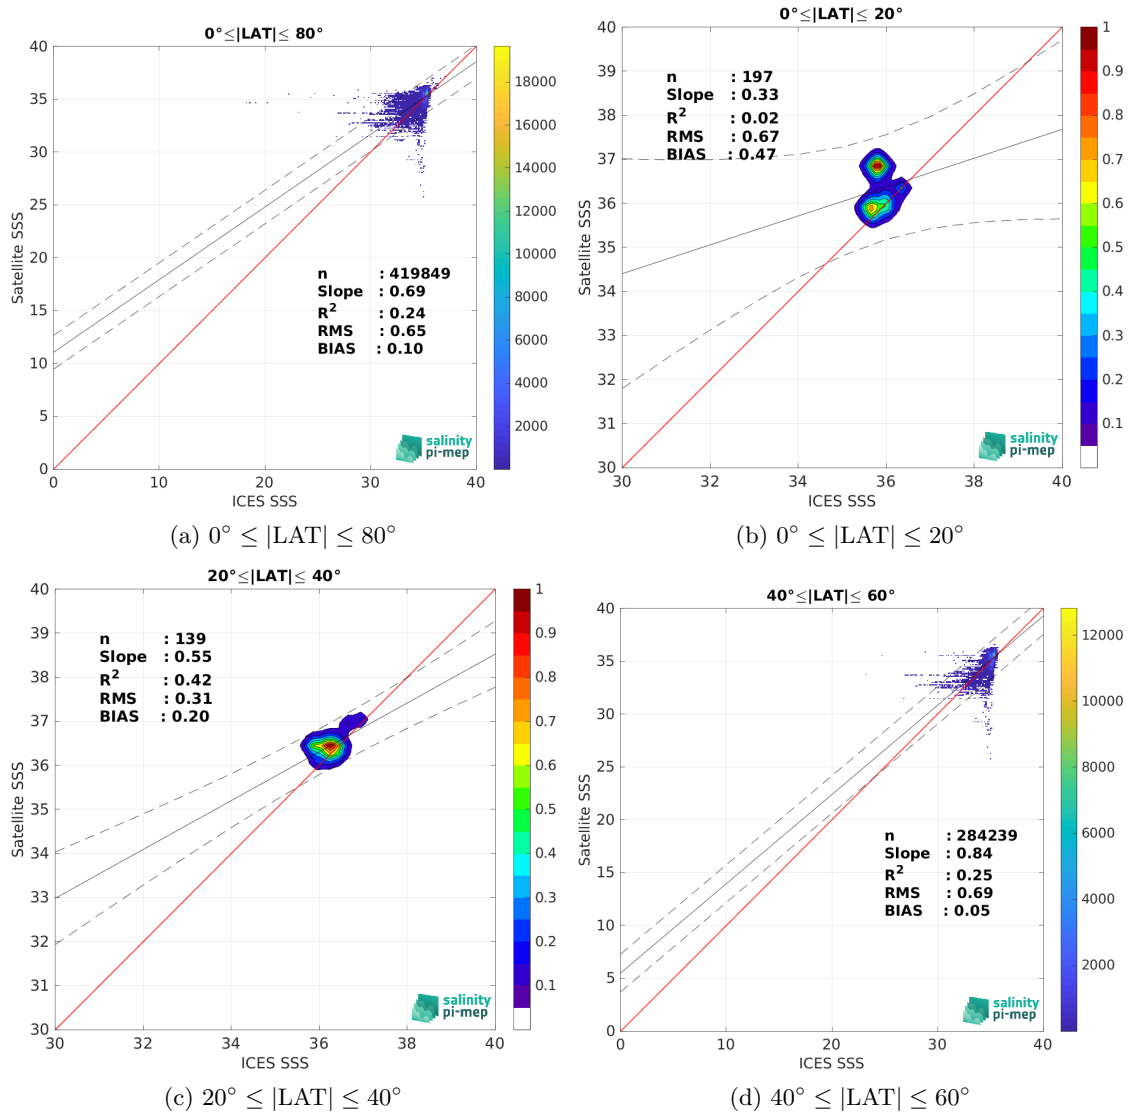 0°≤|LAT|≤ 80°
40
35
30
25
20
15
10
5
0
Satellite SSS
n : 419849
Slope : 0.69
R² : 0.24
RMS : 0.65
BIAS : 0.10
salinity
pi-mep
0 10 20 30 40
ICES SSS
18000
16000
14000
12000
10000
8000
6000
4000
2000
(a) 0° ≤ |LAT| ≤ 80°
0°≤|LAT|≤ 20°
40
39
38
37
36
35
34
33
32
31
30
Satellite SSS
n : 197
Slope : 0.33
R² : 0.02
RMS : 0.67
BIAS : 0.47
salinity
pi-mep
30 32 34 36 38 40
ICES SSS
1
0.9
0.8
0.7
0.6
0.5
0.4
0.3
0.2
0.1
(b) 0° ≤ |LAT| ≤ 20°
20°≤|LAT|≤ 40°
40
39
38
37
36
35
34
33
32
31
30
Satellite SSS
n : 139
Slope : 0.55
R² : 0.42
RMS : 0.31
BIAS : 0.20
salinity
pi-mep
30 32 34 36 38 40
ICES SSS
1
0.9
0.8
0.7
0.6
0.5
0.4
0.3
0.2
0.1
(c) 20° ≤ |LAT| ≤ 40°
40°≤|LAT|≤ 60°
40
35
30
25
20
15
10
5
0
Satellite SSS
n : 284239
Slope : 0.84
R² : 0.25
RMS : 0.69
BIAS : 0.05
salinity
pi-mep
0 10 20 30 40
ICES SSS
12000
10000
8000
6000
4000
2000
(d) 40° ≤ |LAT| ≤ 60°